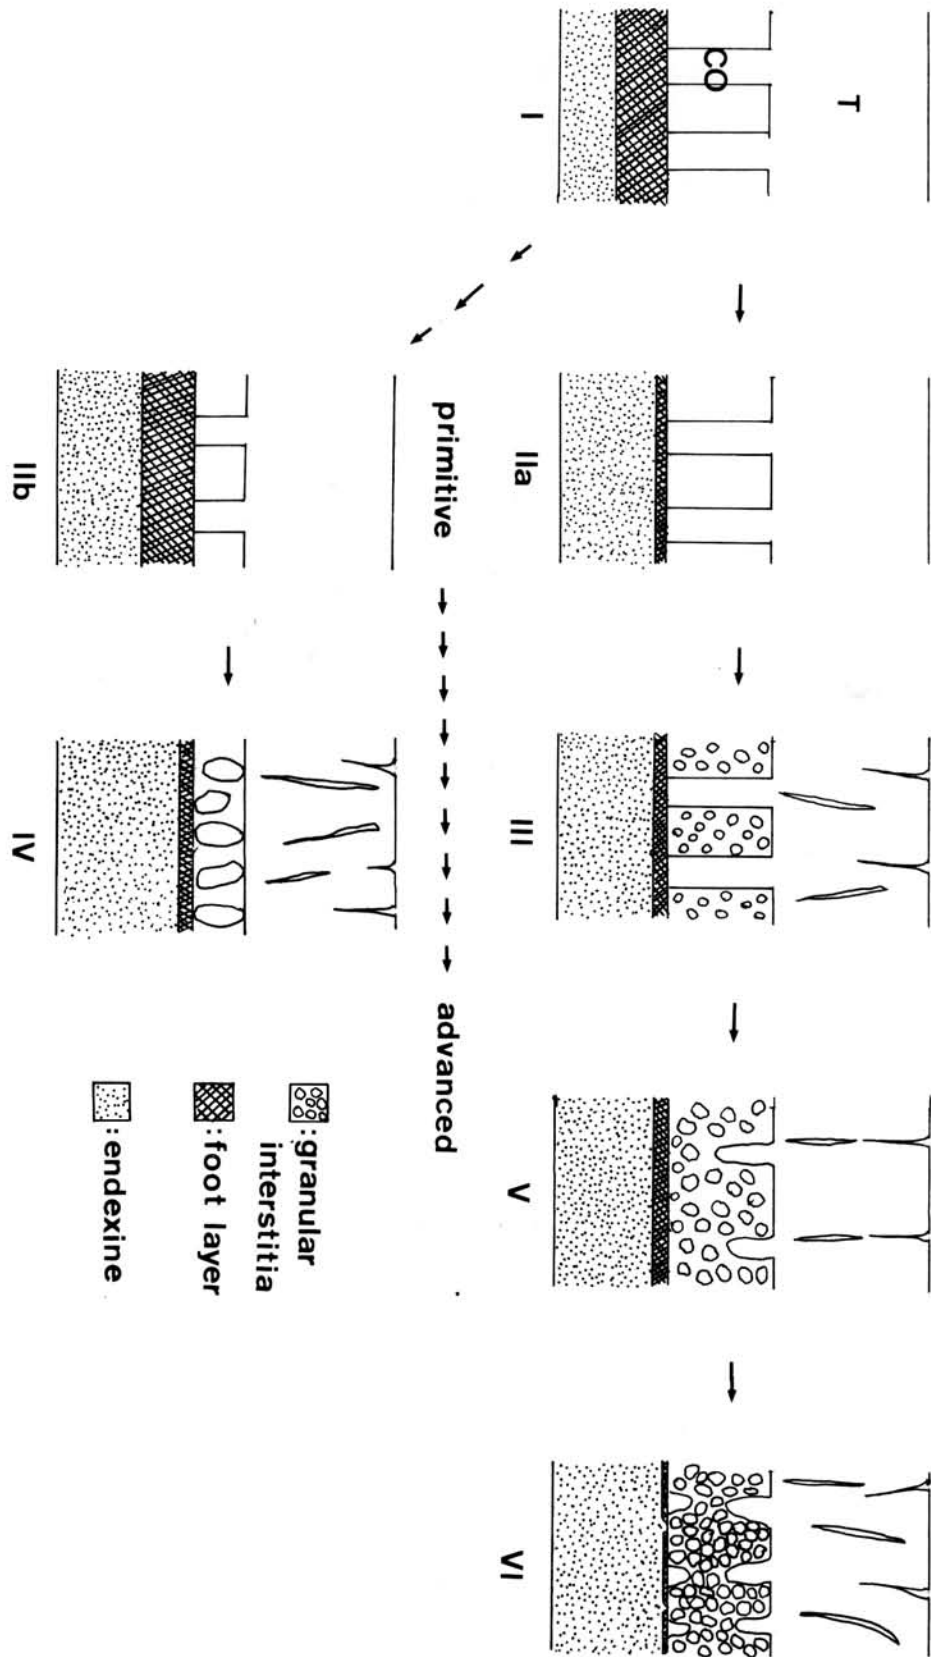 T
CO
I
IIa
III
V
VI
primitive
advanced
IIb
IV
:granular
interstitia
:foot layer
:endexine